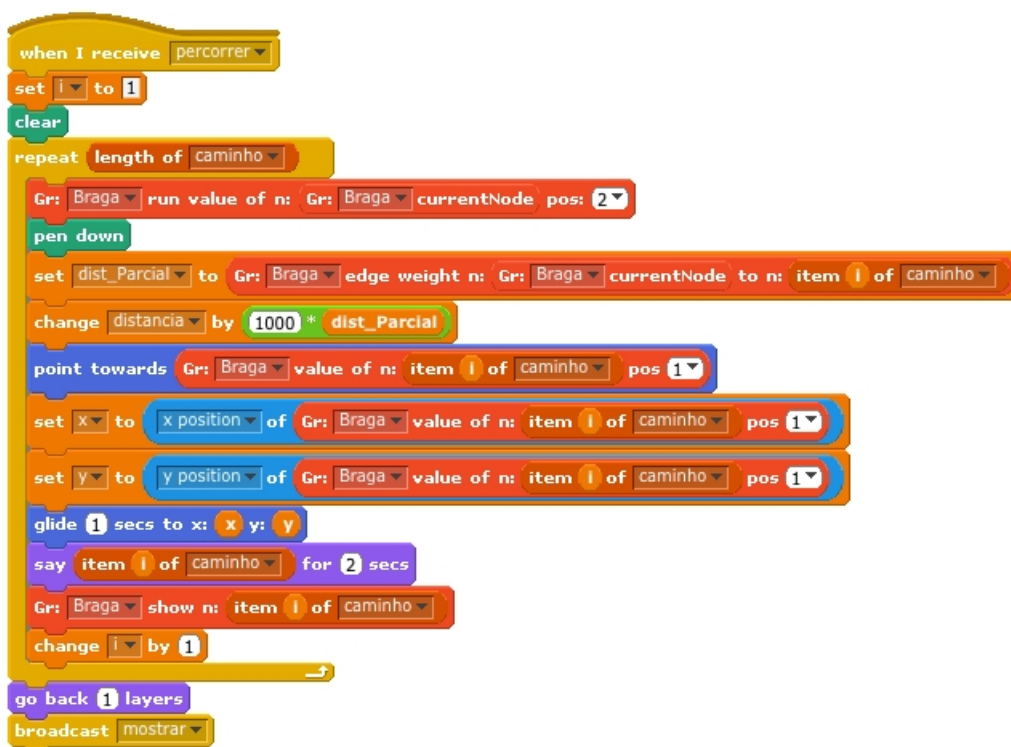 when I receive percorrer
set i to 1
clear
repeat length of caminho
Gr: Braga run value of n: Gr: Braga currentNode pos: 2
pen down
set dist_Parcial to Gr: Braga edge weight n: Gr: Braga currentNode to n: item i of caminho
change distancia by 1000 * dist_Parcial
point towards Gr: Braga value of n: item i of caminho pos 1
set x to x position of Gr: Braga value of n: item i of caminho pos 1
set y to y position of Gr: Braga value of n: item i of caminho pos 1
glide 1 secs to x: x y: y
say item i of caminho for 2 secs
Gr: Braga show n: item i of caminho
change i by 1
go back 1 layers
broadcast mostrar